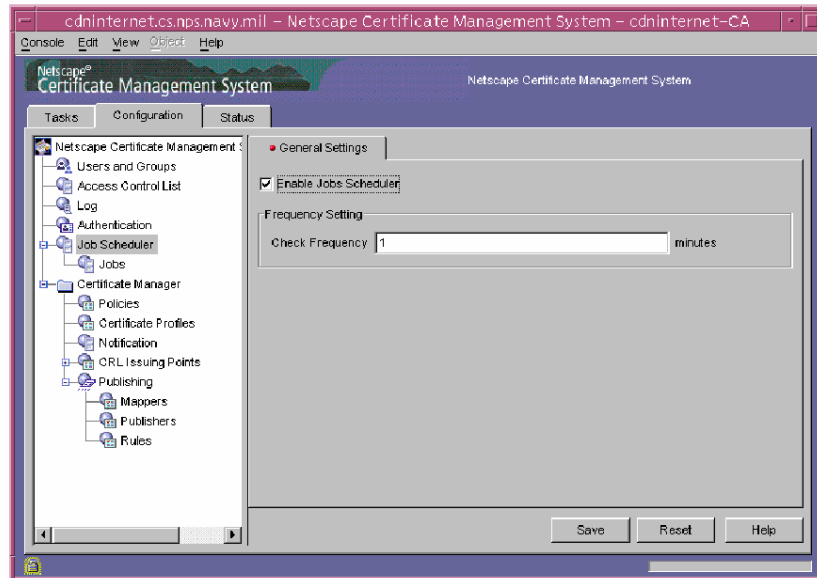 cdninternet.cs.nps.navy.mil – Netscape Certificate Management System – cdninternet-CA
Console Edit View Object Help
Netscape®
Certificate Management System
Netscape Certificate Management System
Tasks Configuration Status
Netscape Certificate Management S
Users and Groups
Access Control List
Log
Authentication
Job Scheduler
Jobs
Certificate Manager
Policies
Certificate Profiles
Notification
CRL Issuing Points
Publishing
Mappers
Publishers
Rules
General Settings
Enable Jobs Scheduler
Frequency Setting
Check Frequency 1 minutes
Save Reset Help